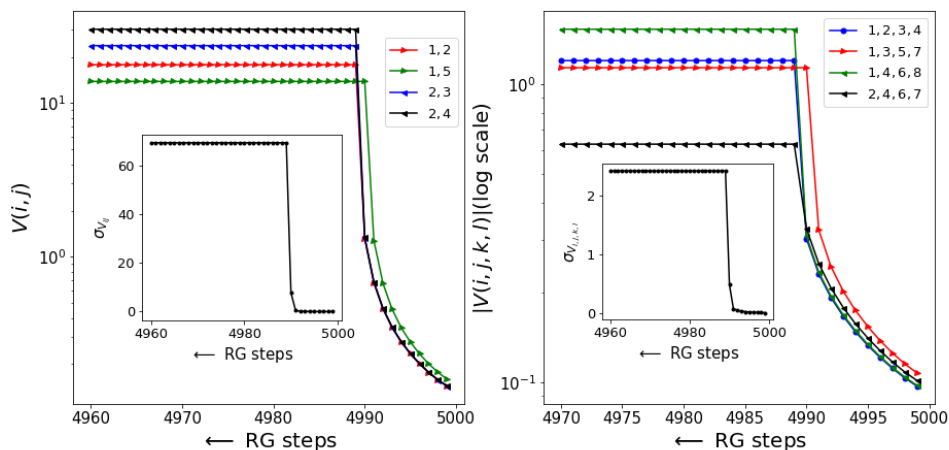 V(i, j)
10¹
10⁰
1, 2
1, 5
2, 3
2, 4
σ_{V_{ij}}
60
40
20
0
4960 4980 5000
⟵ RG steps
4960 4970 4980 4990 5000
⟵ RG steps
|V(i, j, k, l)|(log scale)
10⁰
10⁻¹
1,2,3,4
1,3,5,7
1,4,6,8
2,4,6,7
σ_{V_{i,j,k,l}}
2
0
4960 4980 5000
⟵ RG steps
4970 4975 4980 4985 4990 4995 5000
⟵ RG steps